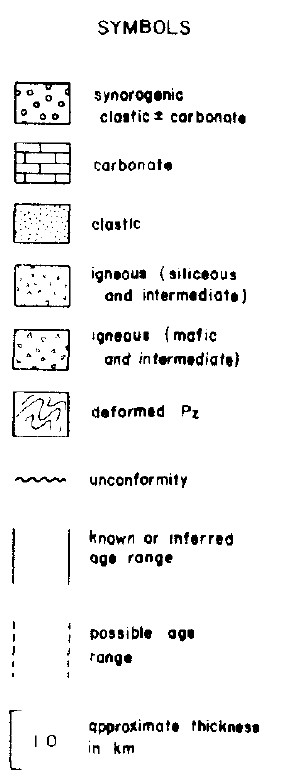 SYMBOLS
synorogenic
clastic ± carbonate
carbonate
clastic
igneous (siliceous
and intermediate)
igneous (mafic
and intermediate)
deformed Pz
unconformity
known or inferred
age range
possible age
range
1.0 approximate thickness
in km